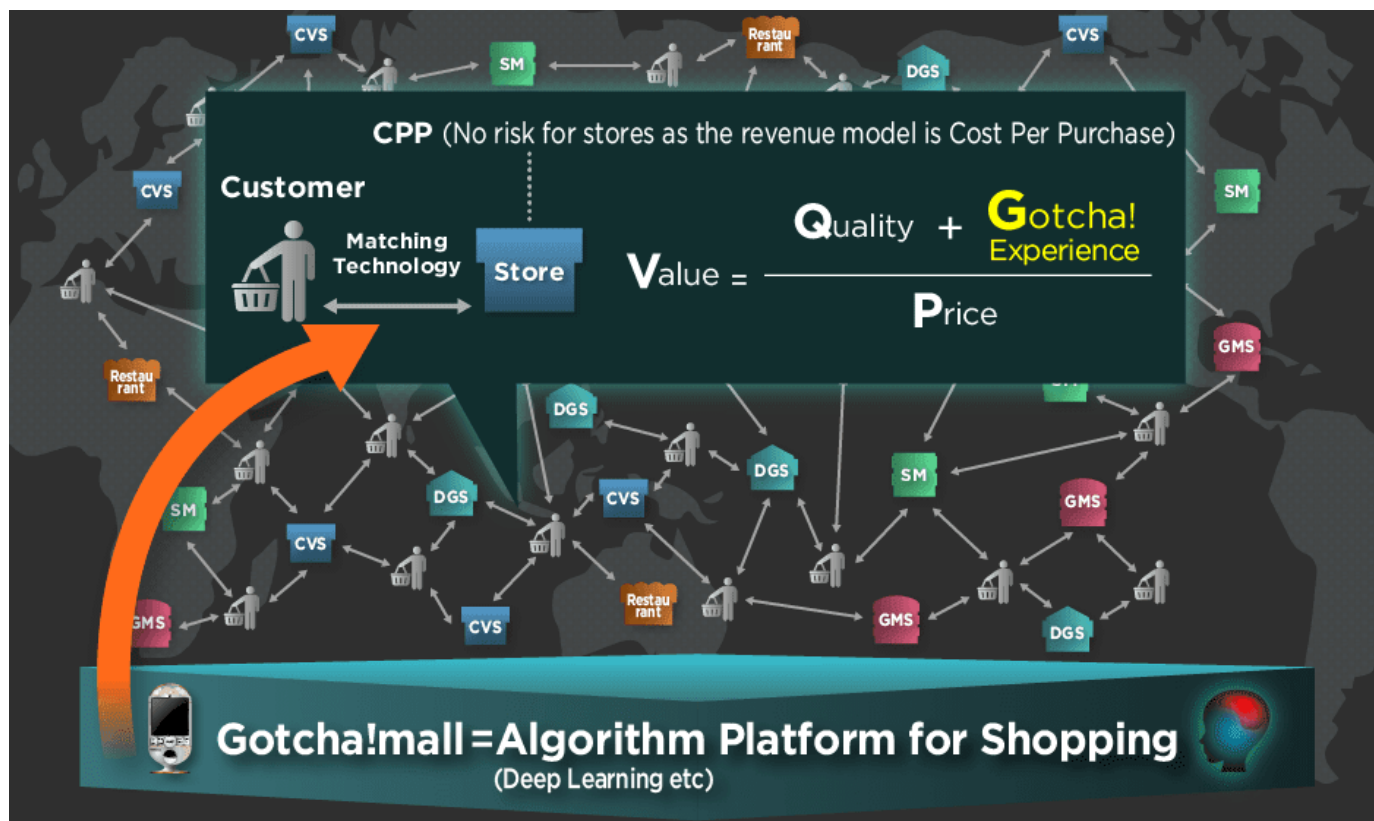 CVS
SM
Restau
rant
DGS
CVS
CPP (No risk for stores as the revenue model is Cost Per Purchase)
CVS
Customer
SM
Matching
Technology
Store
Value =
Quality + Gotcha!
Experience
Price
GMS
Restau
rant
SM
DGS
DGS
SM
DGS
CVS
GMS
SM
CVS
Restau
rant
GMS
CVS
GMS
DGS
Gotcha!mall=Algorithm Platform for Shopping
(Deep Learning etc)